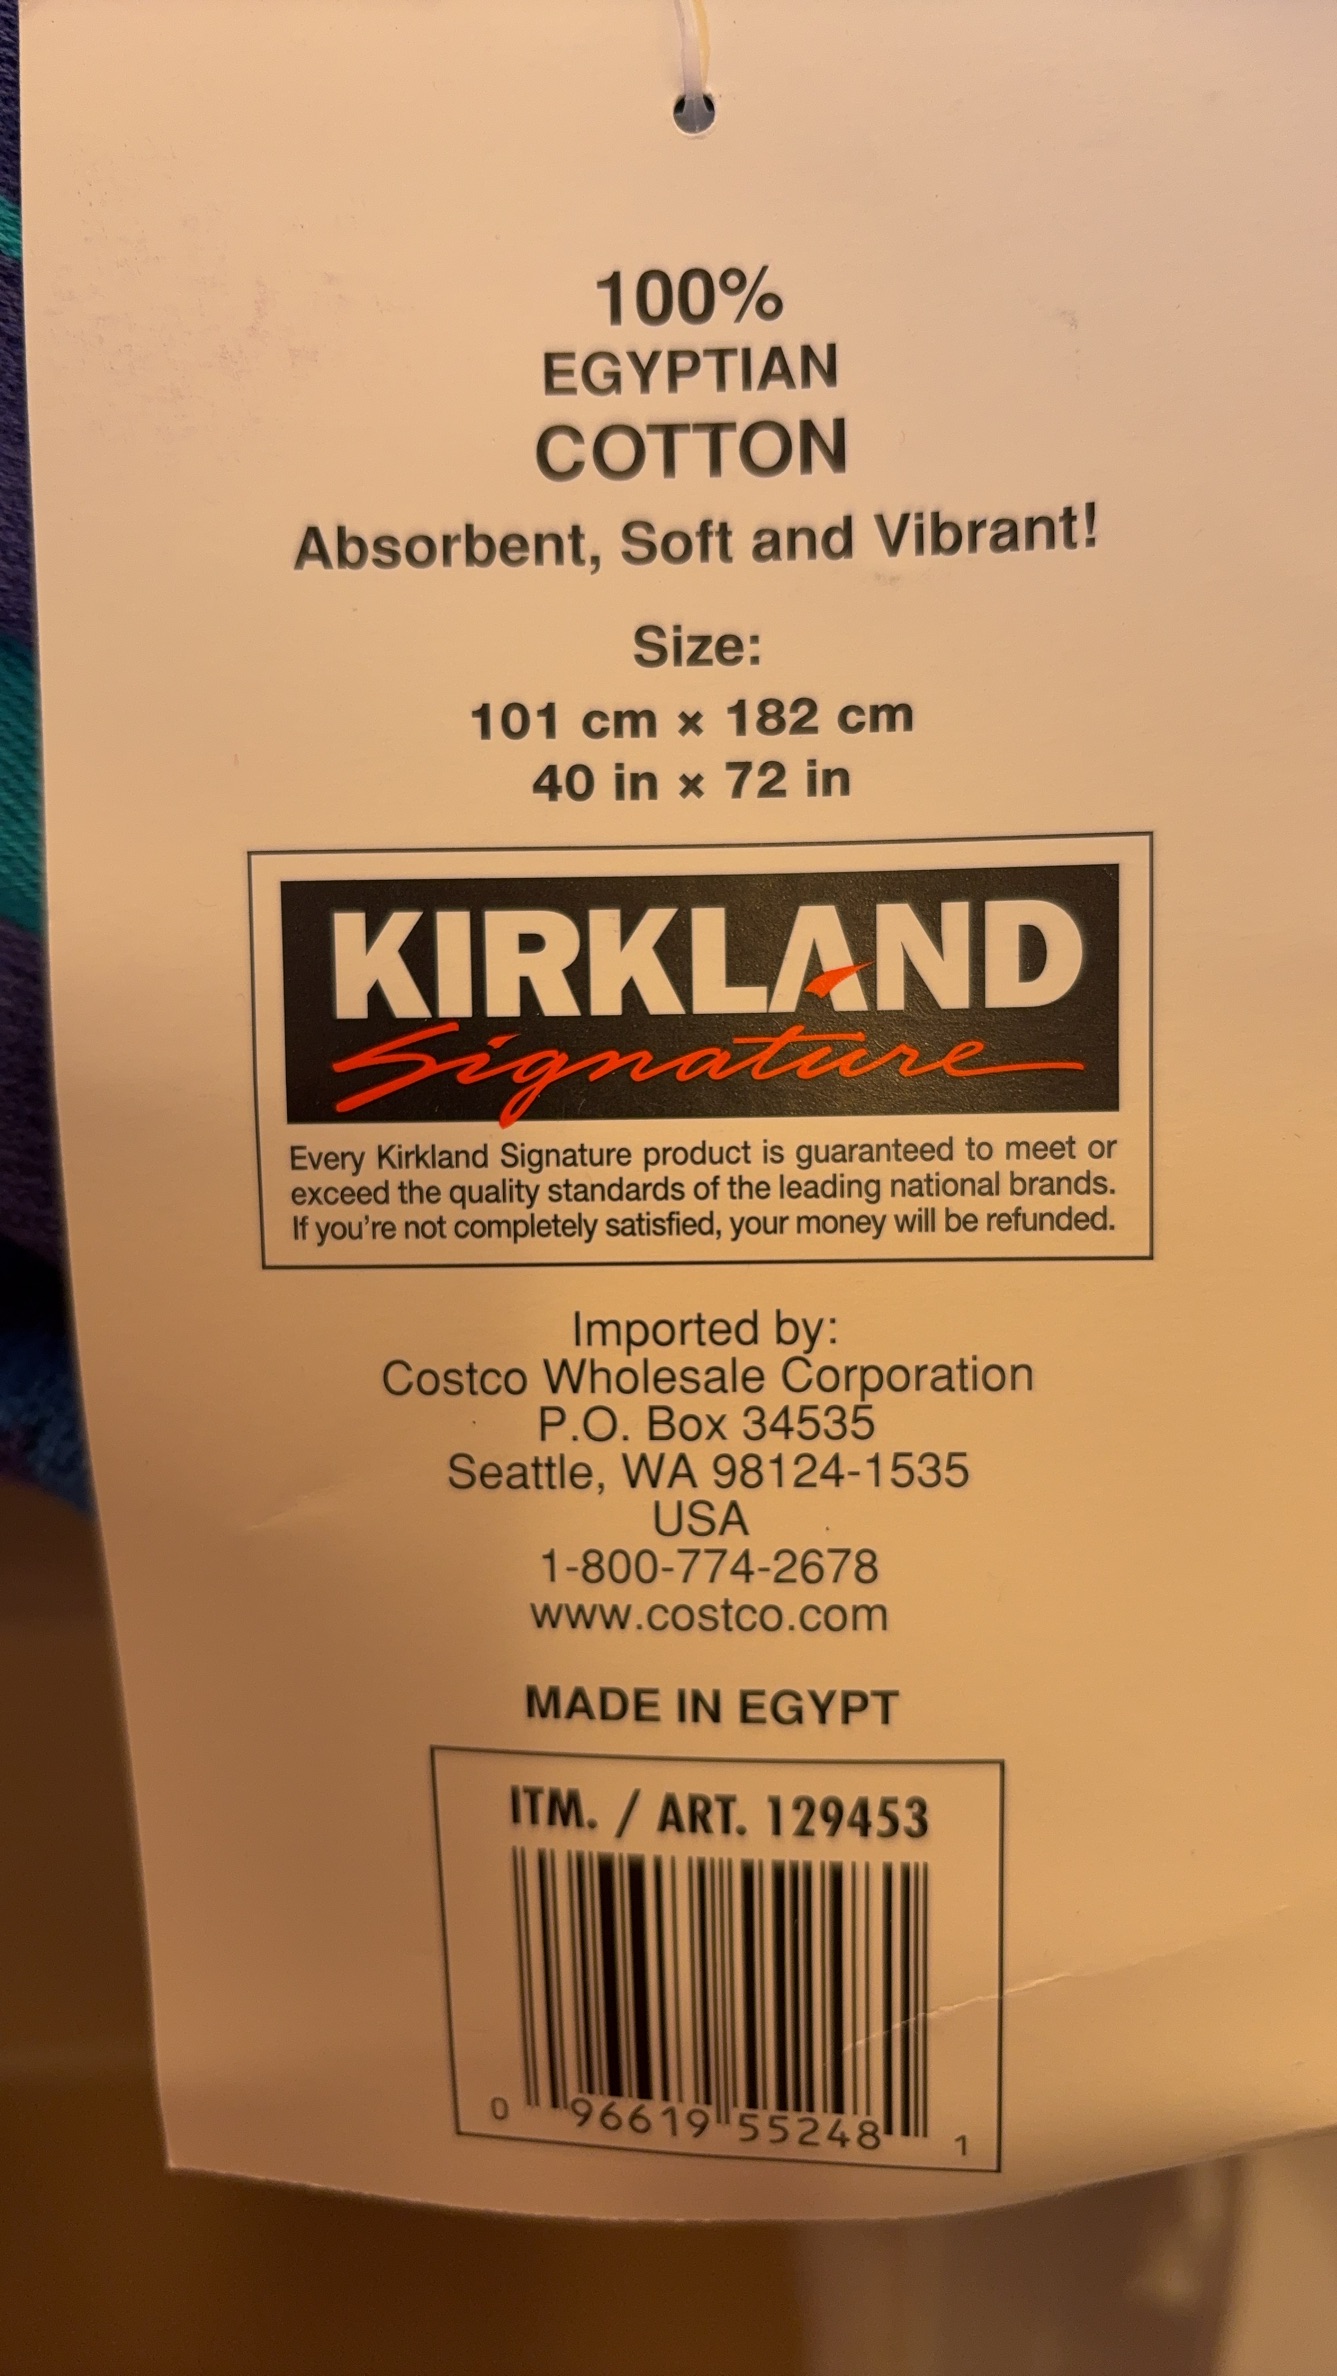 100%
EGYPTIAN
COTTON
Absorbent, Soft and Vibrant!
Size:
101 cm × 182 cm
40 in × 72 in
KIRKLAND
Signature
Every Kirkland Signature product is guaranteed to meet or
exceed the quality standards of the leading national brands.
If you're not completely satisfied, your money will be refunded.
Imported by:
Costco Wholesale Corporation
P.O. Box 34535
Seattle, WA 98124-1535
USA
1-800-774-2678
www.costco.com
MADE IN EGYPT
ITM. / ART. 129453
0 96619 55248 1